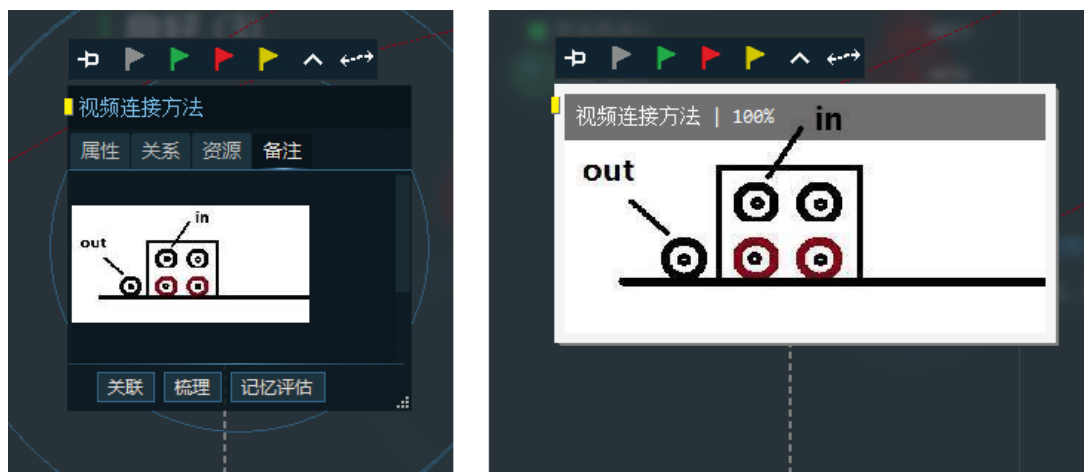 视频连接方法
属性 关系 资源 备注
in
out
关联 梳理 记忆评估
视频连接方法 | 100%
in
out